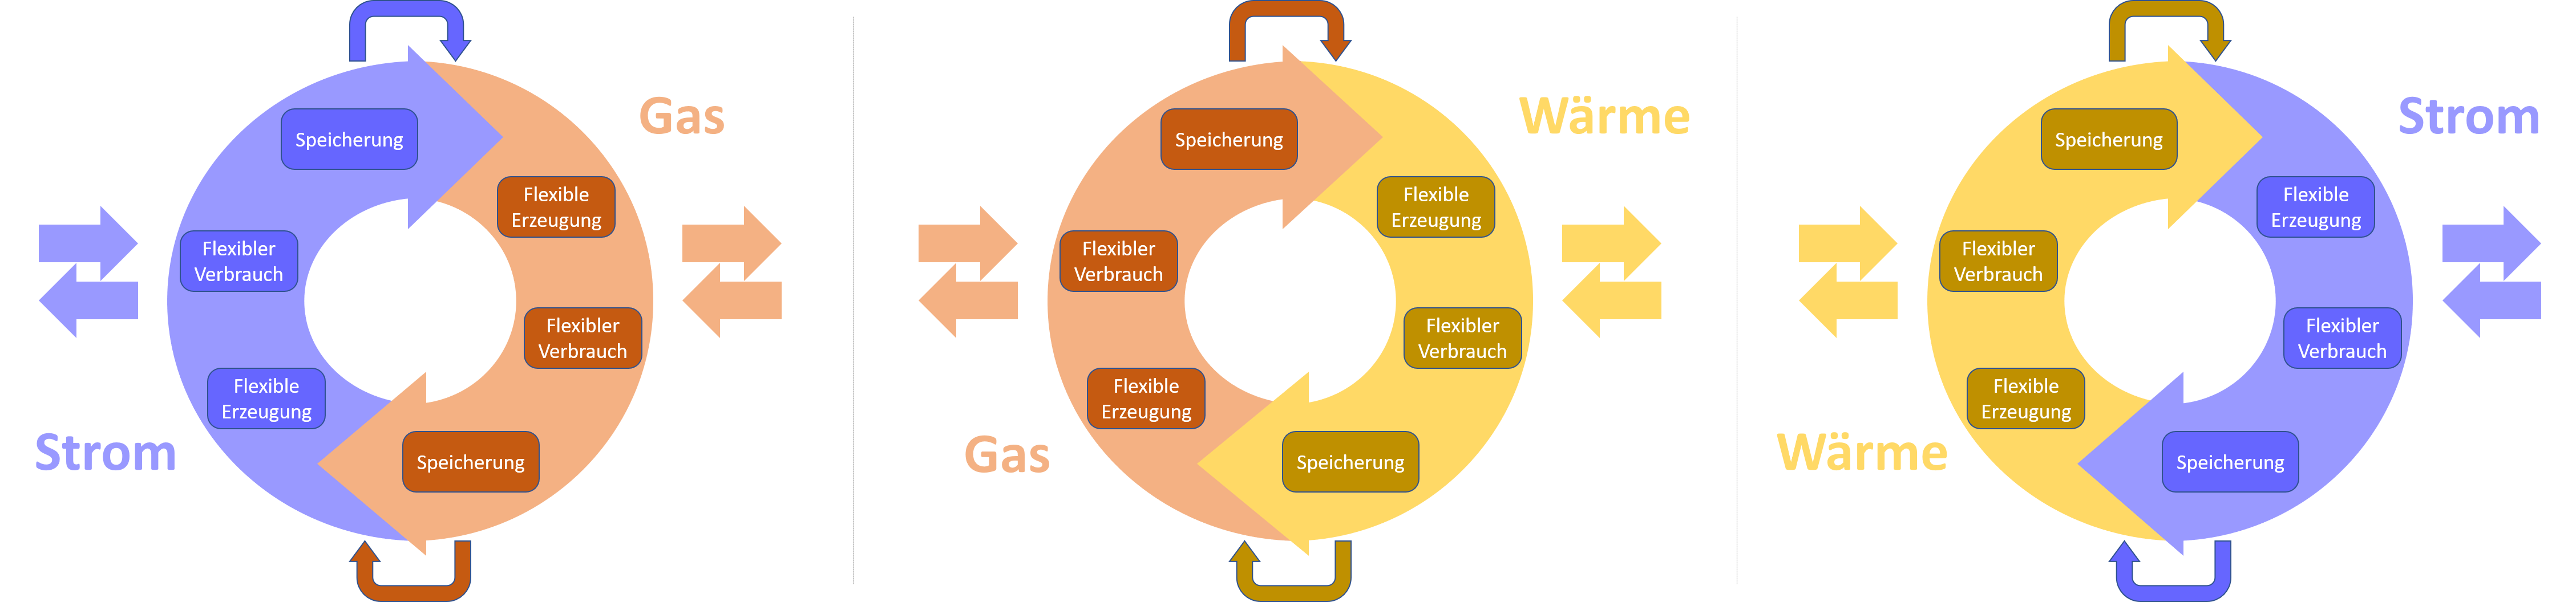 Gas
Speicherung
Flexible
Erzeugung
Flexibler
Verbrauch
Flexibler
Verbrauch
Flexible
Erzeugung
Strom
Speicherung
Wärme
Speicherung
Flexible
Erzeugung
Flexibler
Verbrauch
Flexibler
Verbrauch
Flexible
Erzeugung
Gas
Speicherung
Strom
Speicherung
Flexible
Erzeugung
Flexibler
Verbrauch
Flexibler
Verbrauch
Flexible
Erzeugung
Wärme
Speicherung